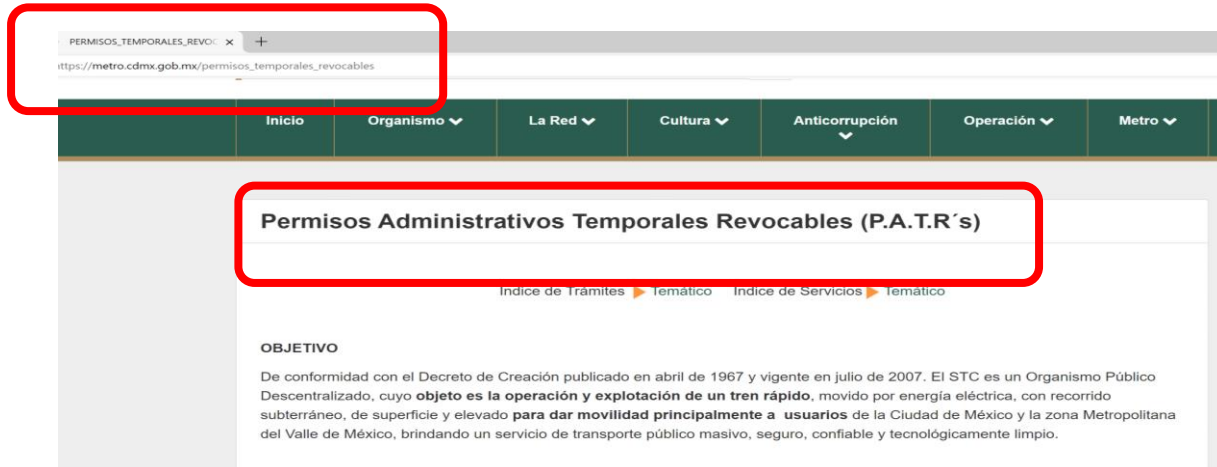 PERMISOS_TEMPORALES_REVOC
ttps://metro.cdmx.gob.mx/permisos_temporales_revocables
Inicio Organismo La Red Cultura Anticorrupción Operación Metro
Permisos Administrativos Temporales Revocables (P.A.T.R´s)
Indice de Trámites Temático Indice de Servicios Temático
OBJETIVO
De conformidad con el Decreto de Creación publicado en abril de 1967 y vigente en julio de 2007. El STC es un Organismo Público
Descentralizado, cuyo objeto es la operación y explotación de un tren rápido, movido por energía eléctrica, con recorrido
subterráneo, de superficie y elevado para dar movilidad principalmente a usuarios de la Ciudad de México y la zona Metropolitana
del Valle de México, brindando un servicio de transporte público masivo, seguro, confiable y tecnológicamente limpio.